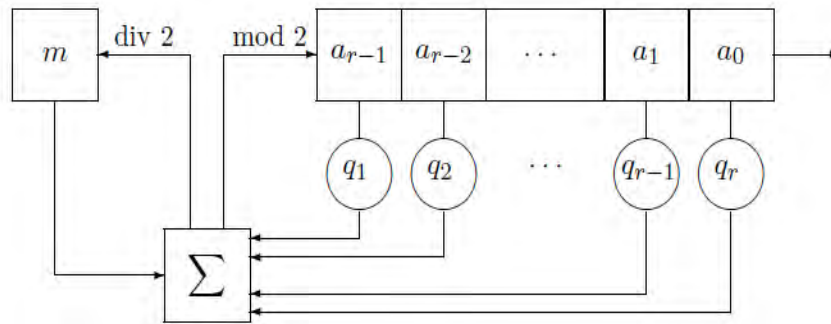 m div 2 mod 2 a_{r−1} a_{r−2} ··· a_1 a_0
q_1 q_2 ··· q_{r−1} q_r
∑